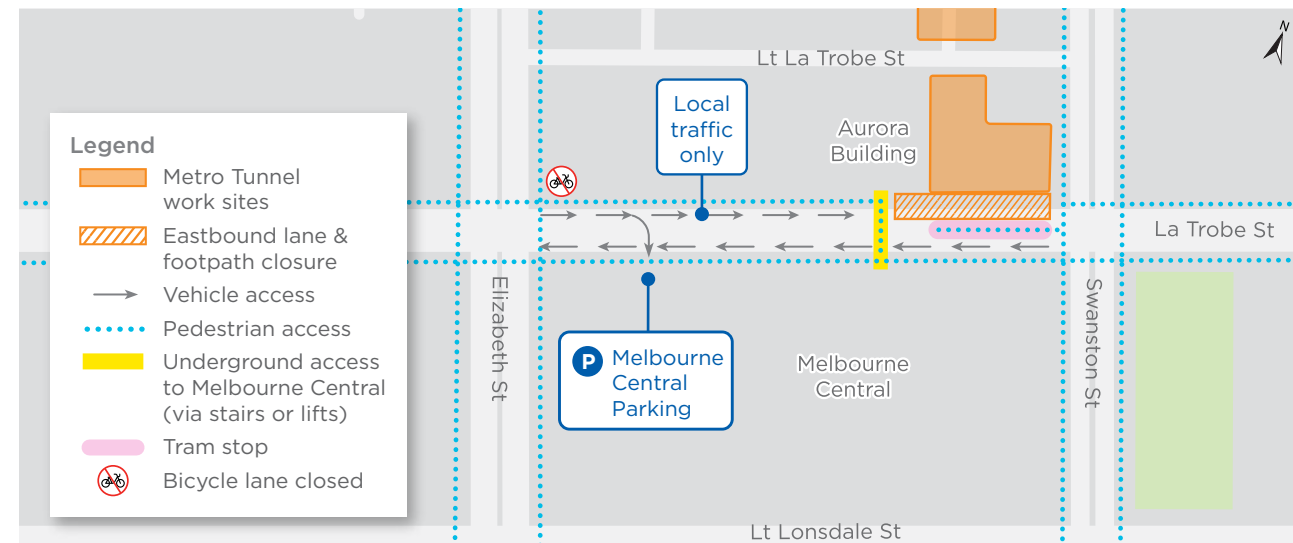 N
Lt La Trobe St
Local
traffic
only
Aurora
Building
Legend
Metro Tunnel
work sites
Eastbound lane &
footpath closure
Vehicle access
Pedestrian access
Underground access
to Melbourne Central
(via stairs or lifts)
Tram stop
Bicycle lane closed
La Trobe St
Elizabeth St
Swanston St
P Melbourne
Central
Parking
Melbourne
Central
Lt Lonsdale St